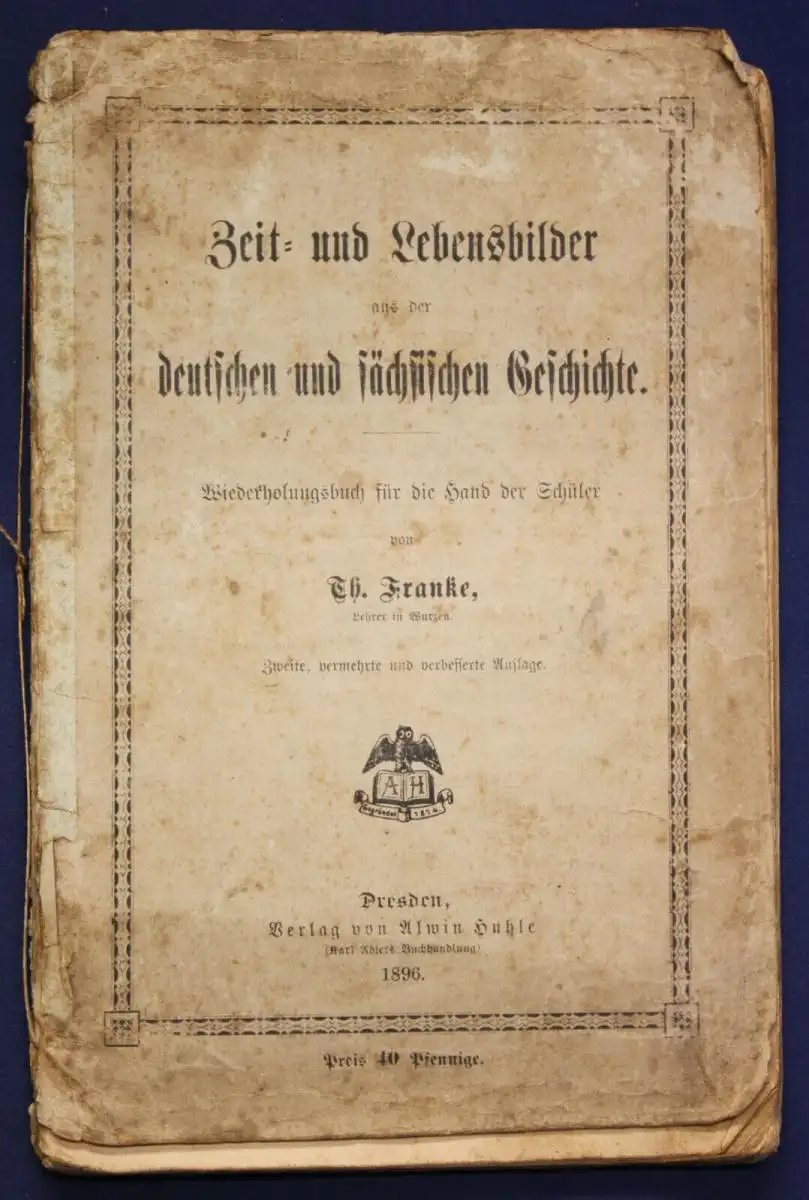 Zeit- und Lebensbilder
aus der
deutschen und sächsischen Geschichte.
Wiederholungsbuch für die Hand der Schüler
von
Th. Franke,
Lehrer in Wurzen.
Zweite, vermehrte und verbesserte Auflage.
A H
Gegründet 1874.
Dresden,
Verlag von Alwin Huhle
(Karl Adlers Buchhandlung)
1896.
Preis 40 Pfennige.